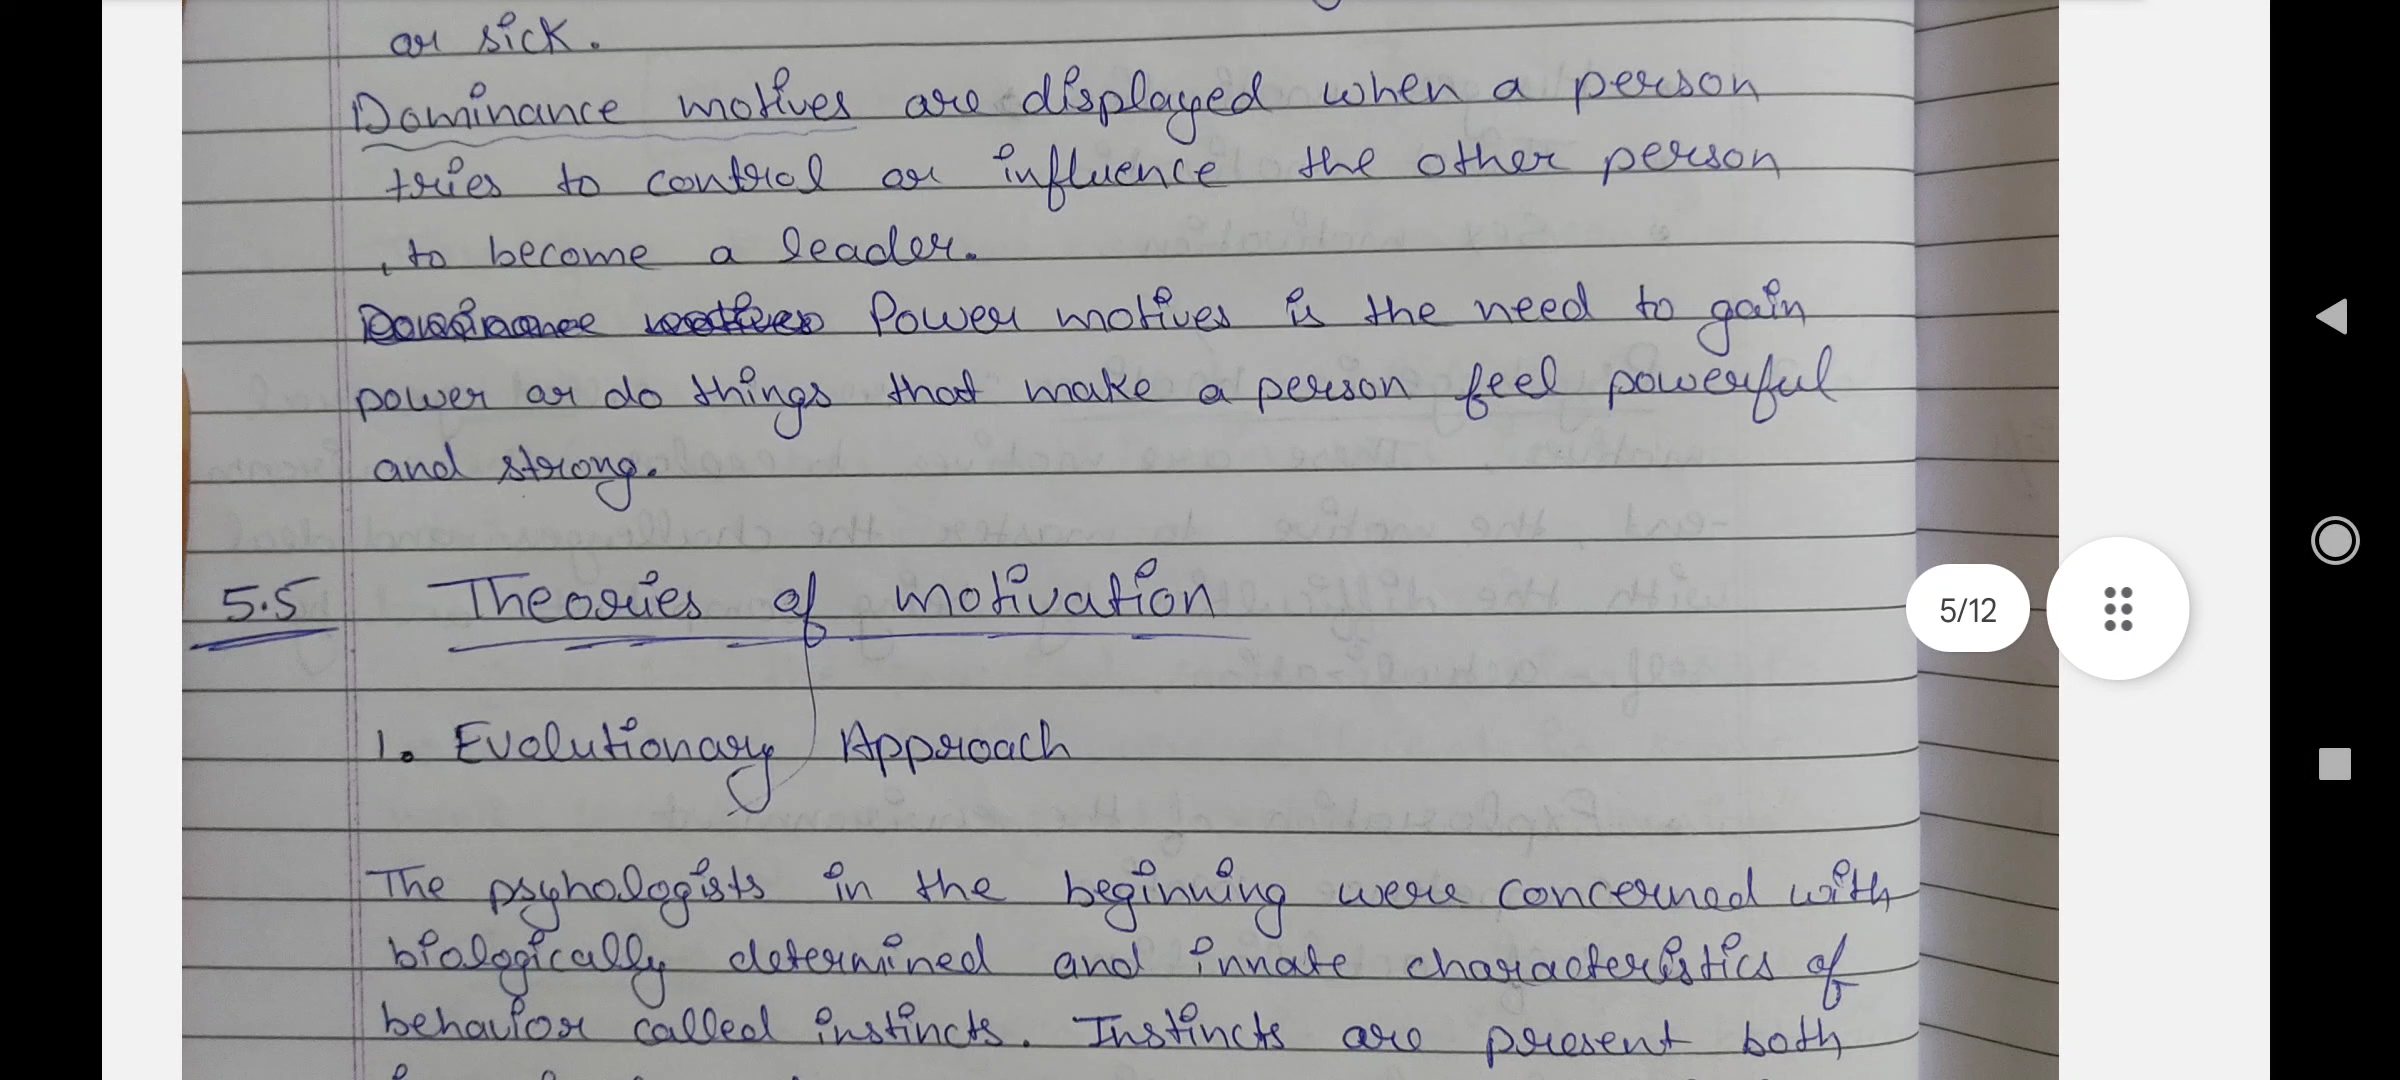 or sick.
Dominance motives are displayed when a person
tries to control or influence the other person
, to become a leader.
Power motives is the need to gain
power or do things that make a person feel powerful
and strong.
5.5 Theories of motivation
5/12
1. Evolutionary Approach
The psyhologists in the beginning were concerned with
biologically determined and innate characteristics of
behavior called instincts. Instincts are present both